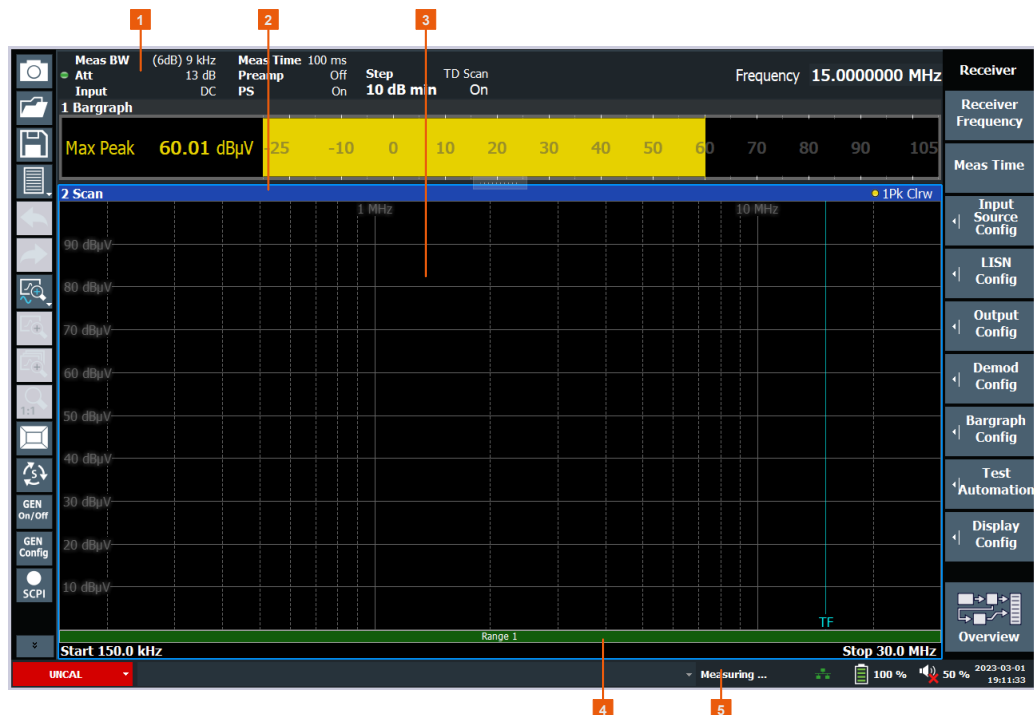 1 2 3
Meas BW (6dB) 9 kHz Meas Time 100 ms
Att 13 dB Preamp Off Step TD Scan
Input DC PS On 10 dB min On
Frequency 15.0000000 MHz
1 Bargraph
Max Peak 60.01 dBµV -25 -10 0 10 20 30 40 50 60 70 80 90 105
2 Scan 1Pk Clrw
1 MHz 10 MHz
90 dBµV
80 dBµV
70 dBµV
60 dBµV
50 dBµV
40 dBµV
30 dBµV
20 dBµV
10 dBµV
TF
Range 1
Start 150.0 kHz Stop 30.0 MHz
1:1
S
GEN
On/Off
GEN
Config
SCPI
Receiver
Receiver
Frequency
Meas Time
Input
Source
Config
LISN
Config
Output
Config
Demod
Config
Bargraph
Config
Test
Automation
Display
Config
Overview
UNCAL Measuring ... 100 % 50 % 2023-03-01
19:11:33
4 5